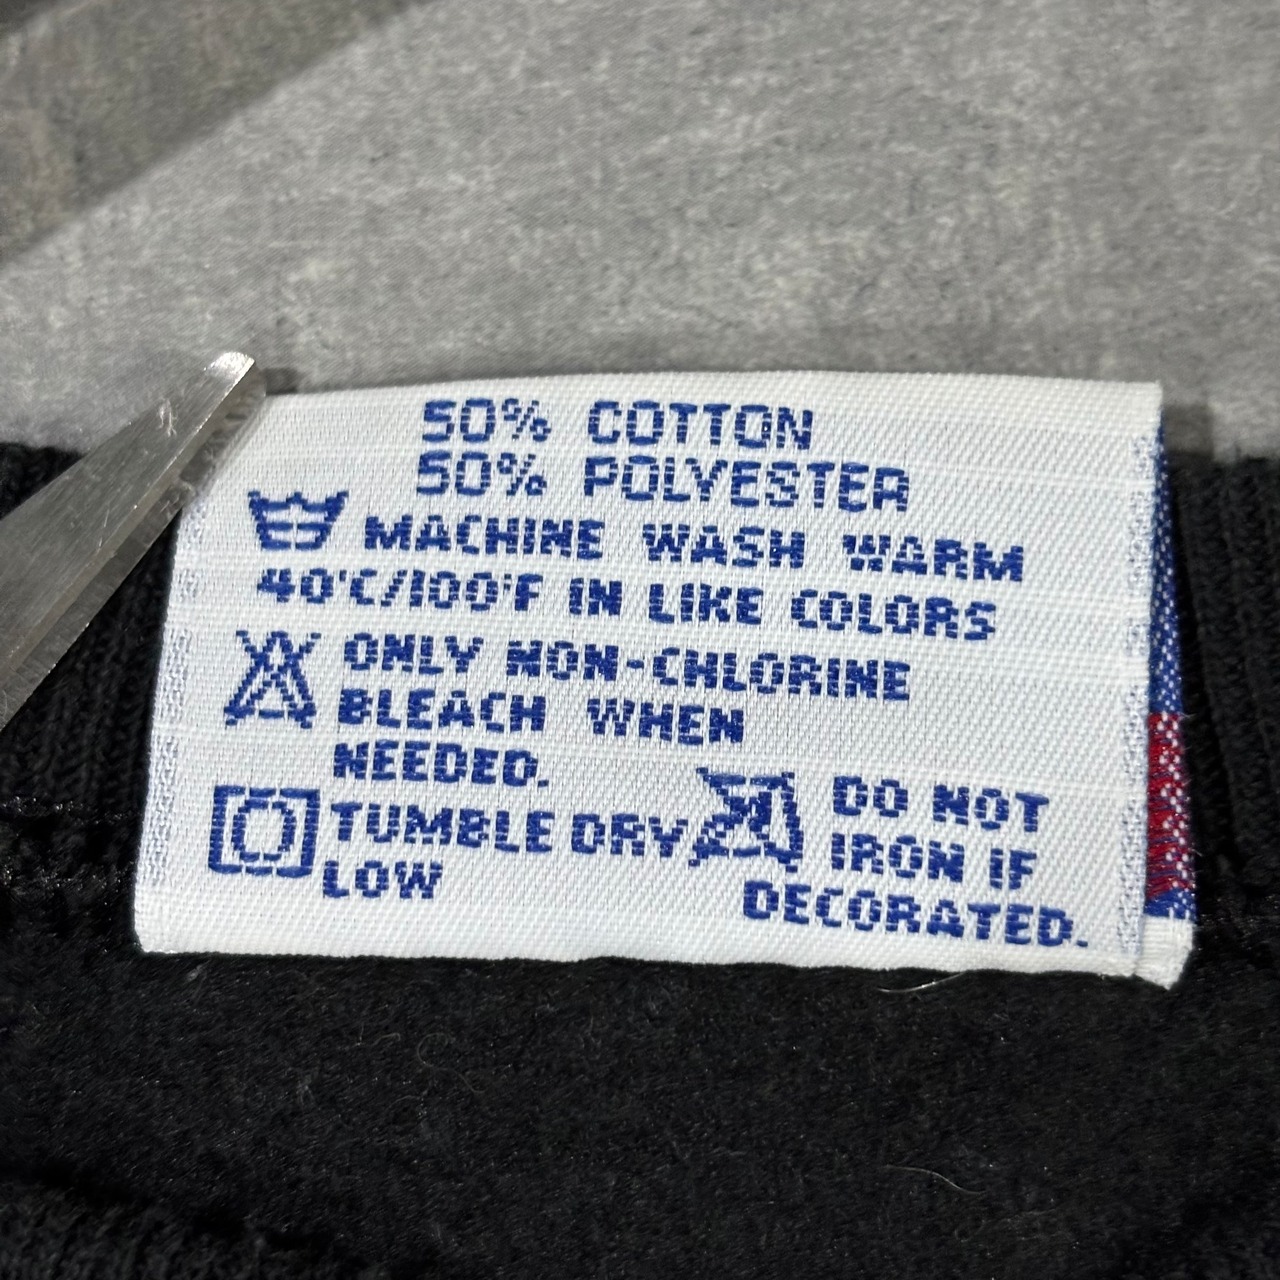 50% COTTON
50% POLYESTER
MACHINE WASH WARM
40°C/100°F IN LIKE COLORS
ONLY NON-CHLORINE
BLEACH WHEN
NEEDED.
TUMBLE DRY
LOW
DO NOT
IRON IF
DECORATED.